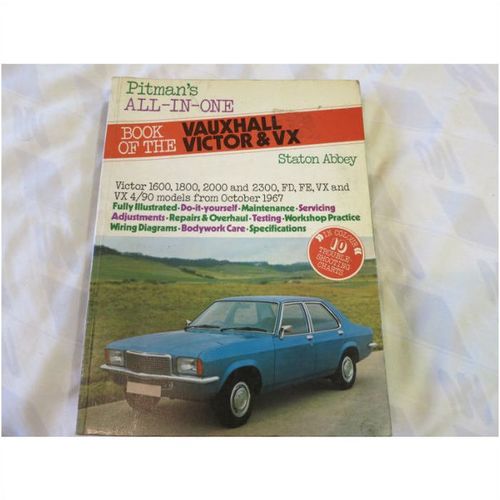 Pitman's
ALL-IN-ONE
BOOK OF THE VAUXHALL VICTOR & VX
Staton Abbey
Victor 1600, 1800, 2000 and 2300, FD, FE, VX and
VX 4/90 models from October 1967
Fully Illustrated·Do-it-yourself·Maintenance·Servicing
Adjustments·Repairs & Overhaul·Testing·Workshop Practice
Wiring Diagrams·Bodywork Care·Specifications
IN COLOUR
10
TROUBLE-
SHOOTING
CHARTS